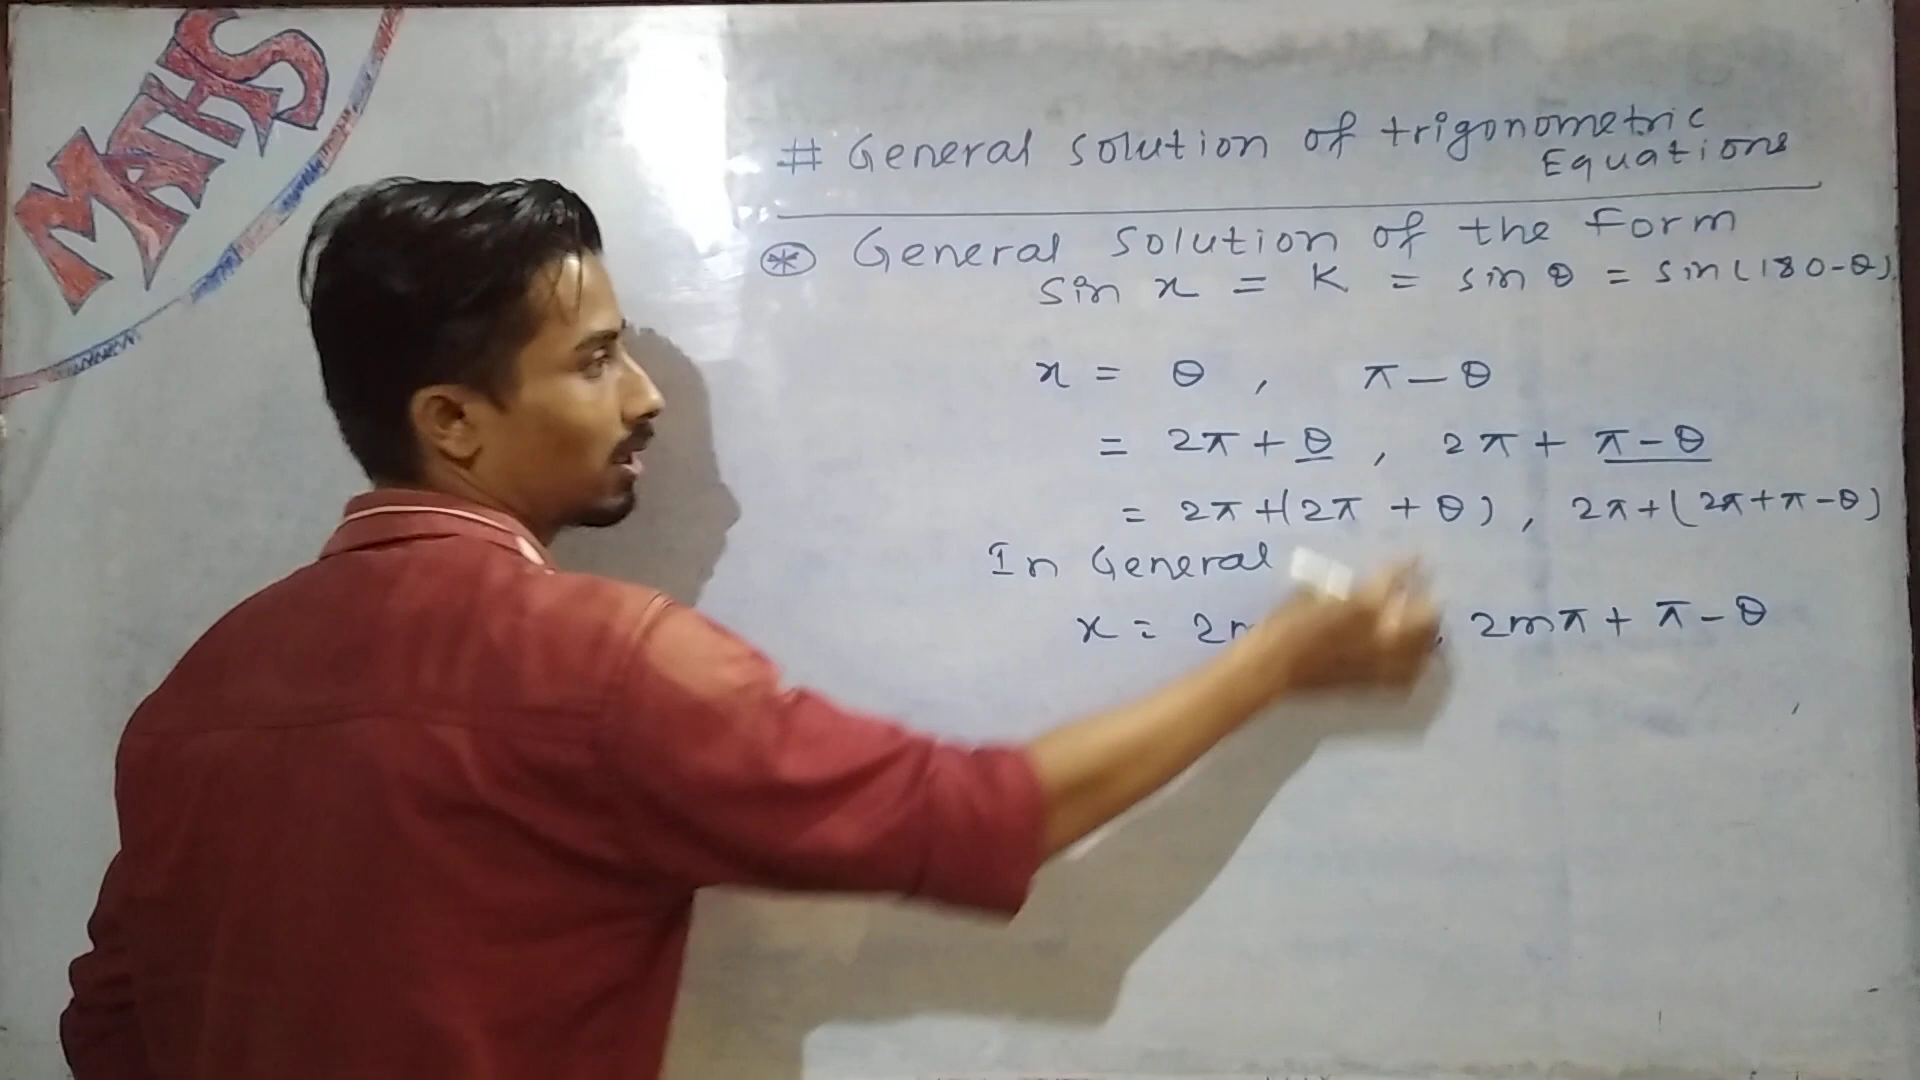 MATHS
# General solution of trigonometric
Equations
* General solution of the form
sin x = K = sin θ = sin(180-θ)
x = θ , π - θ
= 2π + θ , 2π + π - θ
= 2π + (2π + θ) , 2π + (2π + π - θ)
In General
x = 2m , 2mπ + π - θ